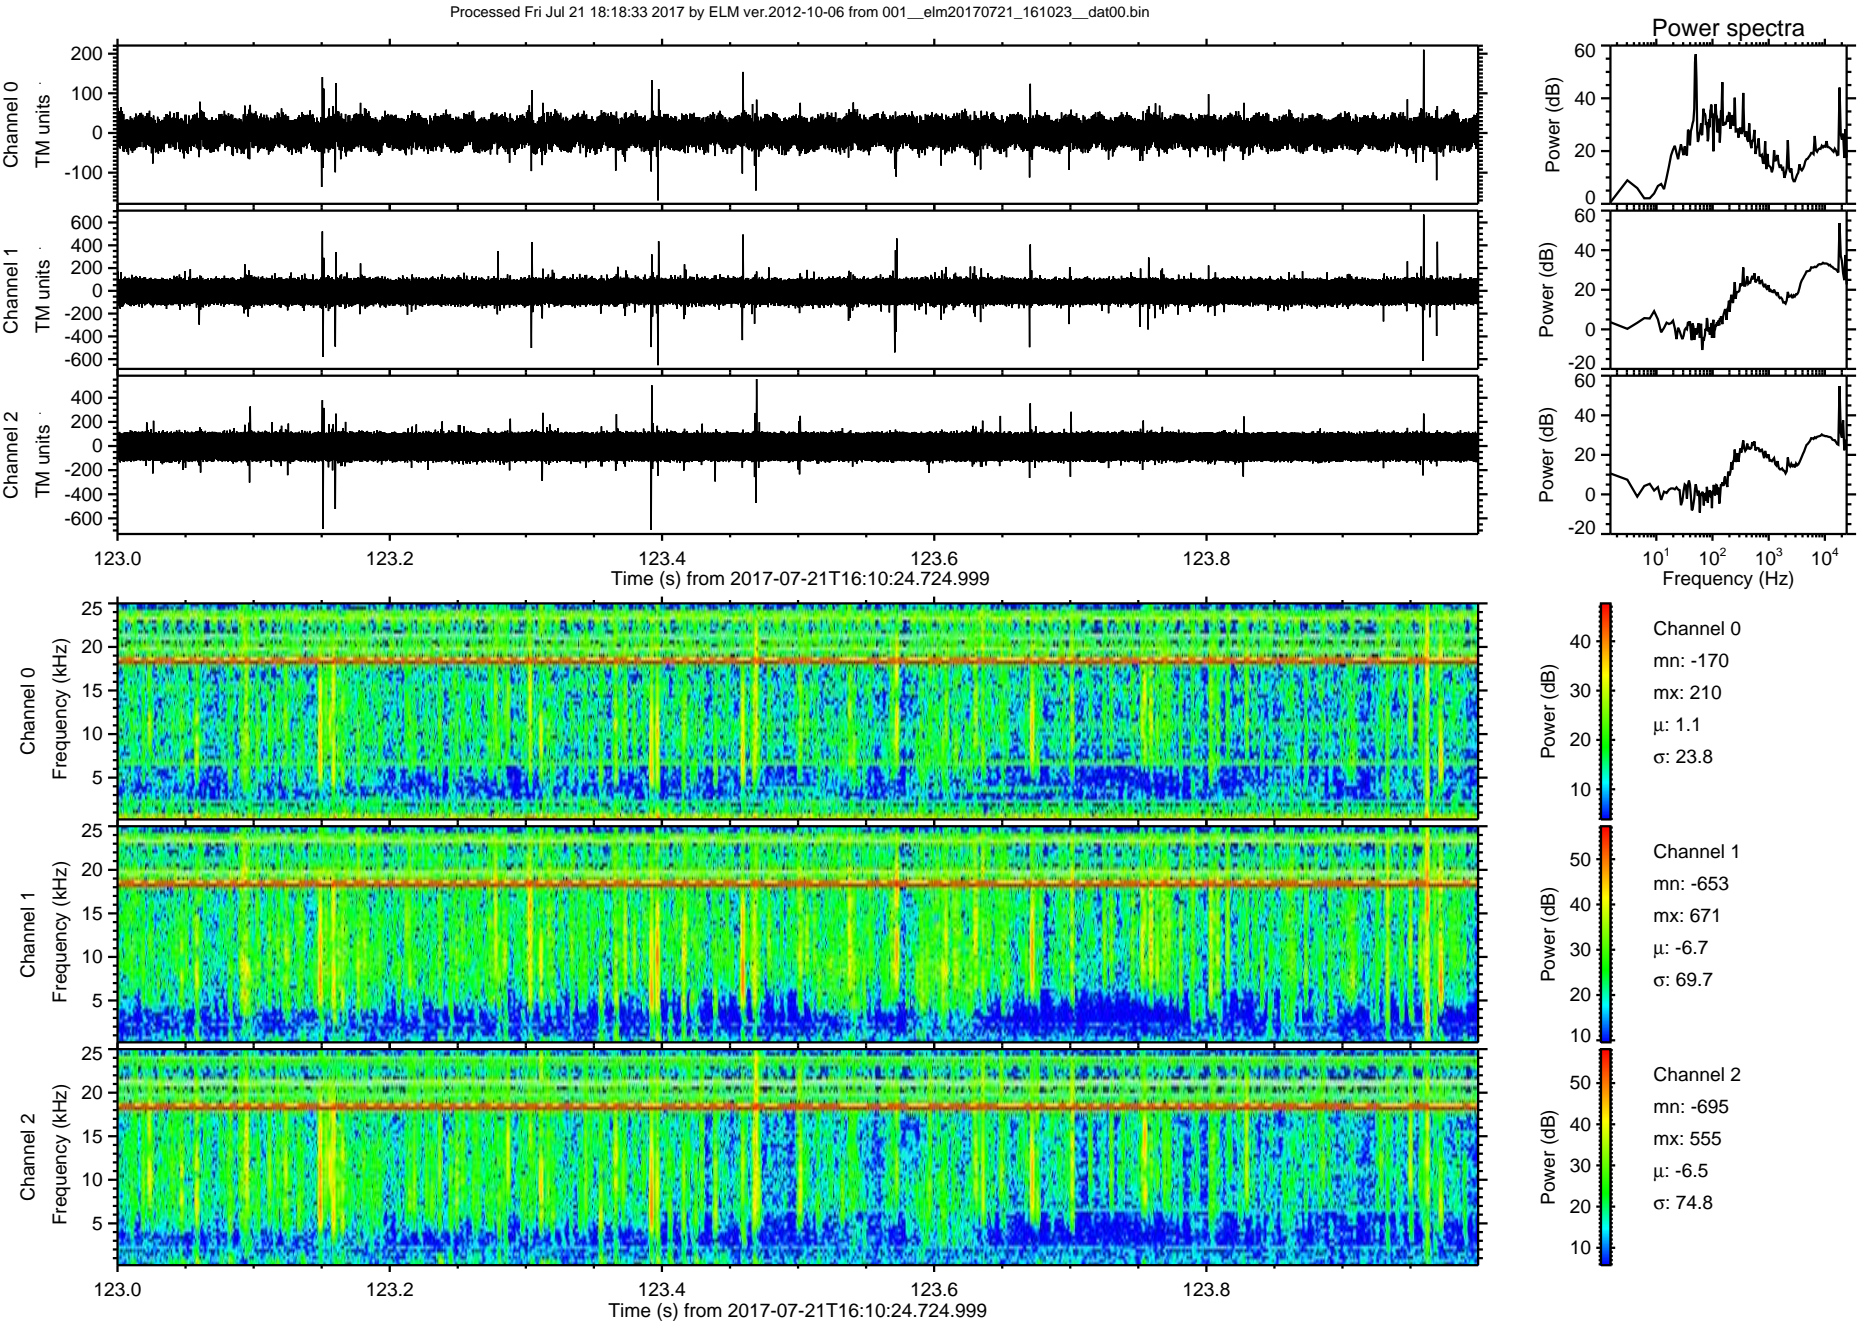 Processed Fri Jul 21 18:18:33 2017 by ELM ver.2012-10-06 from 001__elm20170721_161023__dat00.bin
Power spectra
Channel 0
TM units
200
100
0
-100
Power (dB)
60
40
20
0
Channel 1
TM units
600
400
200
0
-200
-400
-600
Power (dB)
60
40
20
0
-20
Channel 2
TM units
400
200
0
-200
-400
-600
Power (dB)
60
40
20
0
-20
123.0 123.2 123.4 123.6 123.8
Time (s) from 2017-07-21T16:10:24.724.999
10¹ 10² 10³ 10⁴
Frequency (Hz)
Channel 0
Frequency (kHz)
25
20
15
10
5
Power (dB)
40
30
20
10
Channel 0
mn: -170
mx: 210
μ: 1.1
σ: 23.8
Channel 1
Frequency (kHz)
25
20
15
10
5
Power (dB)
50
40
30
20
10
Channel 1
mn: -653
mx: 671
μ: -6.7
σ: 69.7
Channel 2
Frequency (kHz)
25
20
15
10
5
Power (dB)
50
40
30
20
10
Channel 2
mn: -695
mx: 555
μ: -6.5
σ: 74.8
123.0 123.2 123.4 123.6 123.8
Time (s) from 2017-07-21T16:10:24.724.999